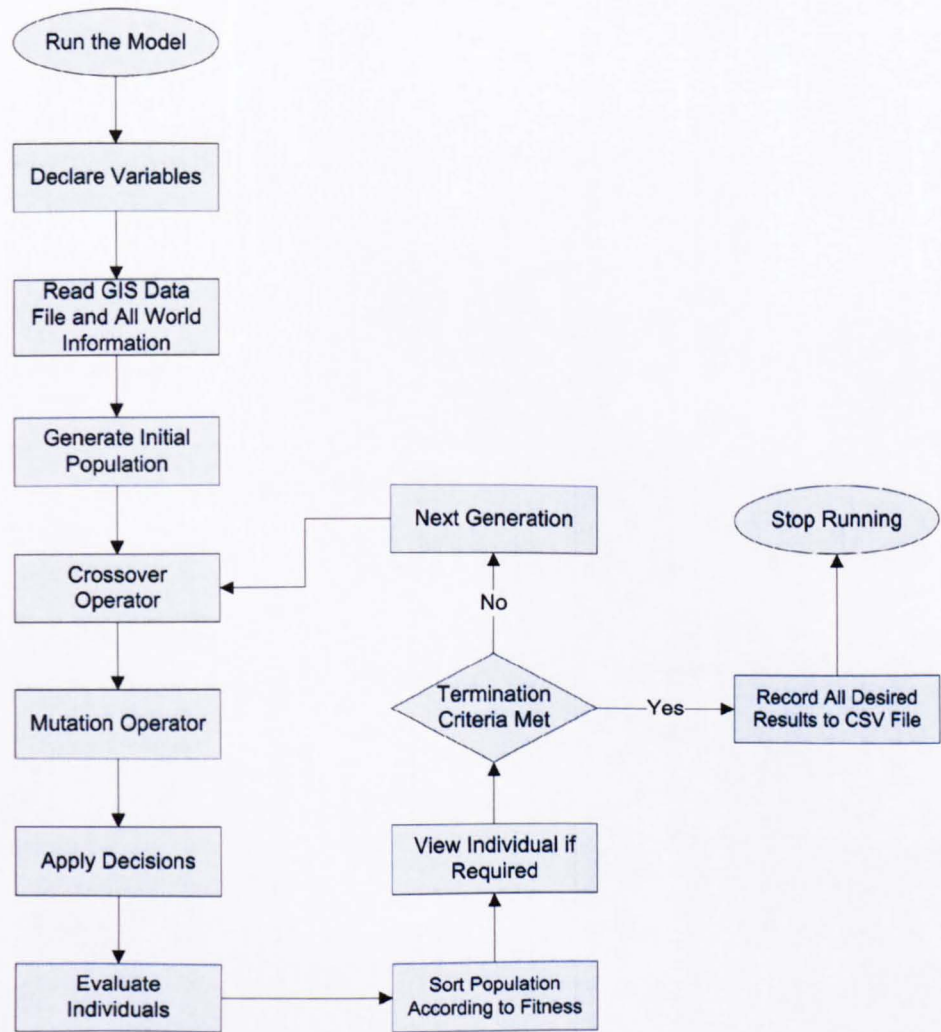 Run the Model
Declare Variables
Read GIS Data
File and All World
Information
Generate Initial
Population
Crossover
Operator
Mutation Operator
Apply Decisions
Evaluate
Individuals
Sort Population
According to Fitness
View Individual if
Required
Termination
Criteria Met
No
Next Generation
Yes
Record All Desired
Results to CSV File
Stop Running